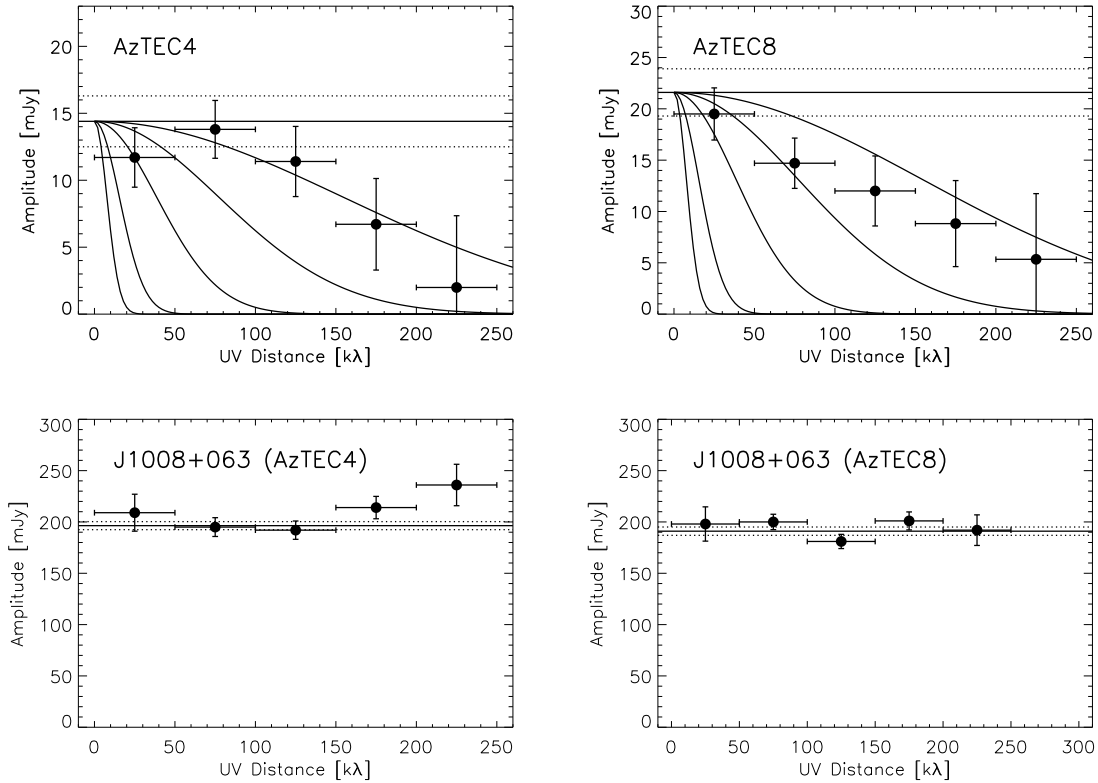 AzTEC4
Amplitude [mJy]
20
15
10
5
0
0 50 100 150 200 250
UV Distance [kλ]
AzTEC8
Amplitude [mJy]
30
25
20
15
10
5
0
0 50 100 150 200 250
UV Distance [kλ]
J1008+063 (AzTEC4)
Amplitude [mJy]
300
250
200
150
100
50
0
0 50 100 150 200 250
UV Distance [kλ]
J1008+063 (AzTEC8)
Amplitude [mJy]
300
250
200
150
100
50
0
0 50 100 150 200 250 300
UV Distance [kλ]